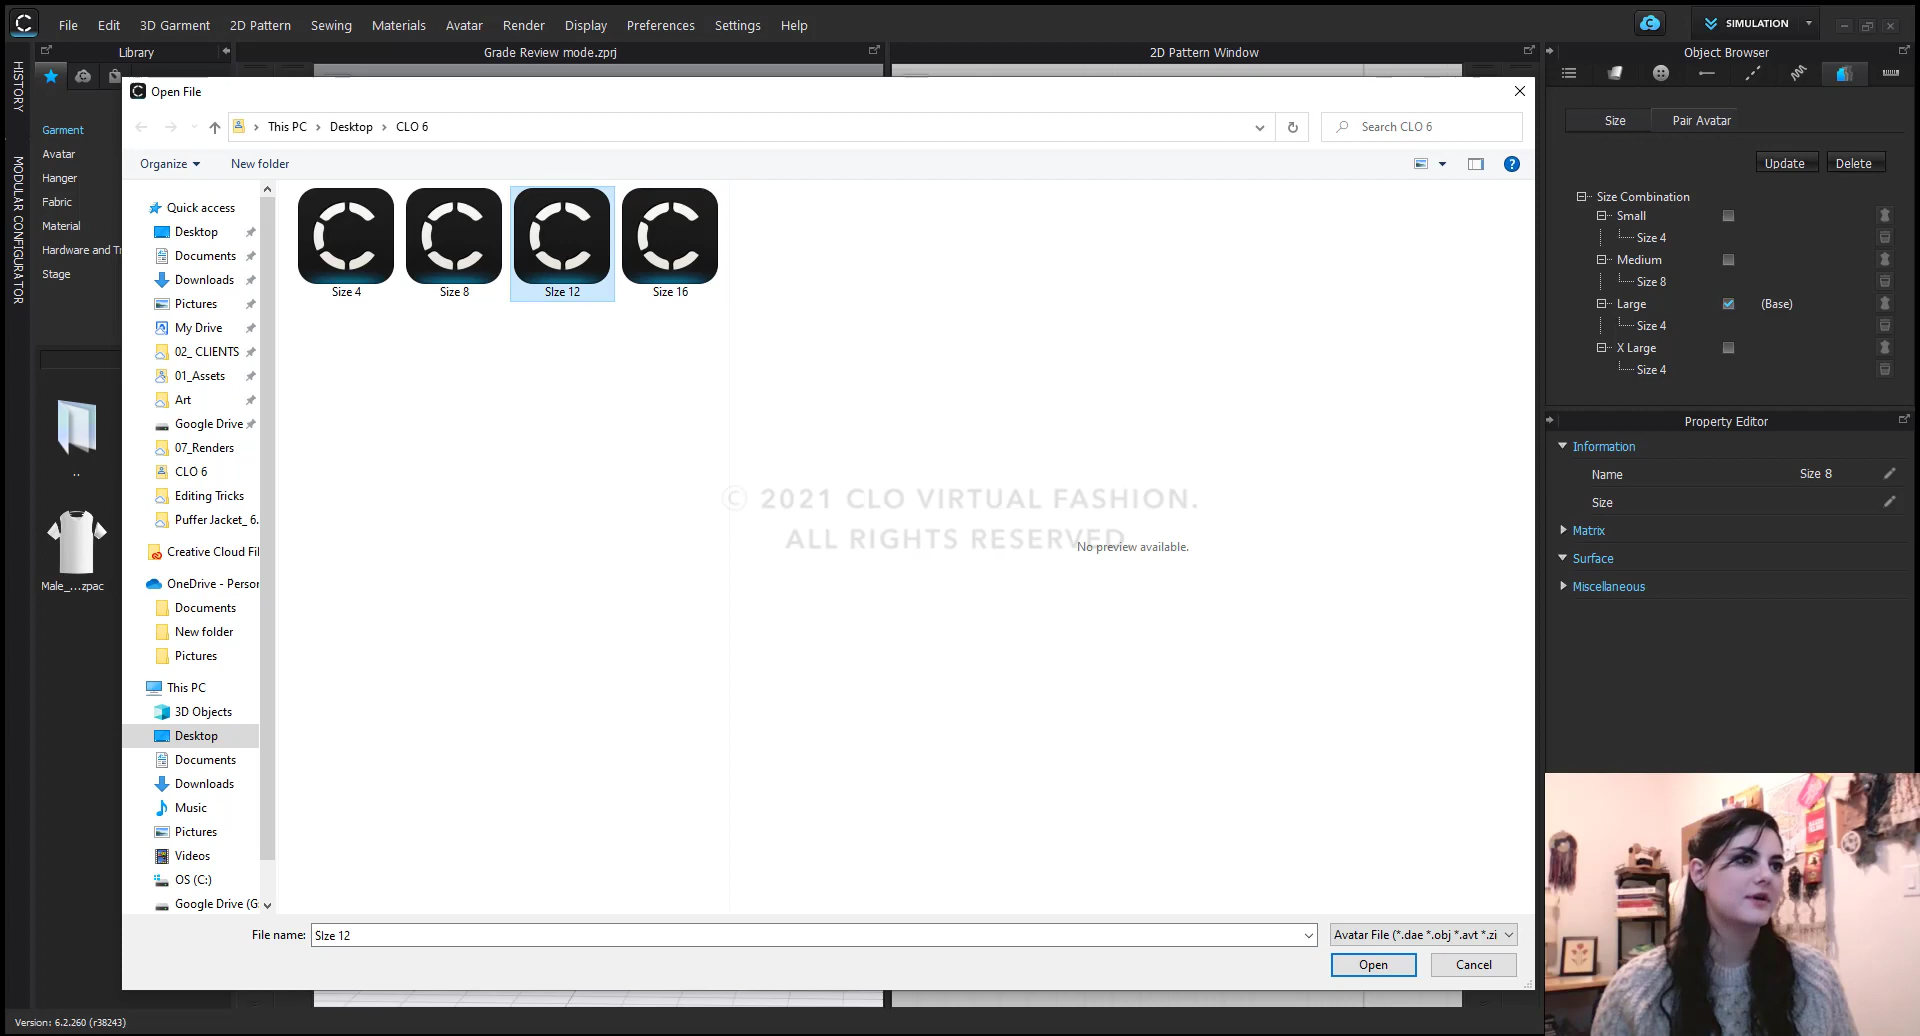 File Edit 3D Garment 2D Pattern Sewing Materials Avatar Render Display Preferences Settings Help
SIMULATION
Library
Grade Review mode.zprj
2D Pattern Window
Object Browser
HISTORY
MODULAR CONFIGURATOR
Garment
Avatar
Hanger
Fabric
Material
Hardware and Tr
Stage
..
Male_...zpac
Open File
This PC > Desktop > CLO 6
Search CLO 6
Organize
New folder
Quick access
Desktop
Documents
Downloads
Pictures
My Drive
02_ CLIENTS
01_Assets
Art
Google Drive
07_Renders
CLO 6
Editing Tricks
Puffer Jacket_ 6.
Creative Cloud Fil
OneDrive - Person
Documents
New folder
Pictures
This PC
3D Objects
Desktop
Documents
Downloads
Music
Pictures
Videos
OS (C:)
Google Drive (G:
Size 4
Size 8
SIze 12
Size 16
© 2021 CLO VIRTUAL FASHION.
ALL RIGHTS RESERVED
No preview available.
File name: SIze 12
Avatar File (*.dae *.obj *.avt *.zi
Open
Cancel
Size
Pair Avatar
Update
Delete
Size Combination
Small
Size 4
Medium
Size 8
Large (Base)
Size 4
X Large
Size 4
Property Editor
Information
Name Size 8
Size
Matrix
Surface
Miscellaneous
Version: 6.2.260 (r38243)